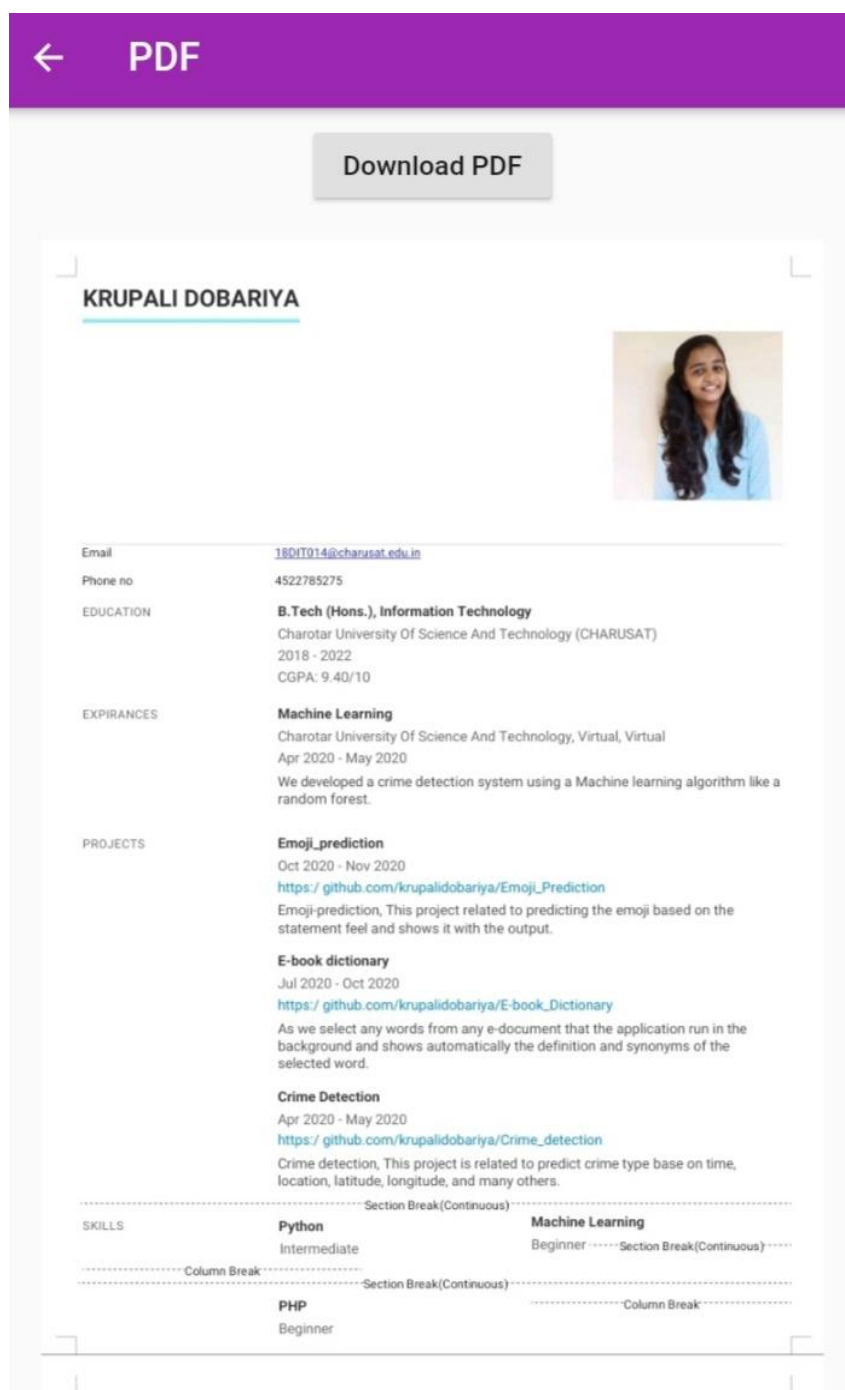 PDF
Download PDF
KRUPALI DOBARIYA
Email 18DIT014@charusat.edu.in
Phone no 4522785275
EDUCATION B.Tech (Hons.), Information Technology
Charotar University Of Science And Technology (CHARUSAT)
2018 - 2022
CGPA: 9.40/10
EXPIRANCES Machine Learning
Charotar University Of Science And Technology, Virtual, Virtual
Apr 2020 - May 2020
We developed a crime detection system using a Machine learning algorithm like a
random forest.
PROJECTS Emoji_prediction
Oct 2020 - Nov 2020
https:/ github.com/krupalidobariya/Emoji_Prediction
Emoji-prediction, This project related to predicting the emoji based on the
statement feel and shows it with the output.
E-book dictionary
Jul 2020 - Oct 2020
https:/ github.com/krupalidobariya/E-book_Dictionary
As we select any words from any e-document that the application run in the
background and shows automatically the definition and synonyms of the
selected word.
Crime Detection
Apr 2020 - May 2020
https:/ github.com/krupalidobariya/Crime_detection
Crime detection, This project is related to predict crime type base on time,
location, latitude, longitude, and many others.
Section Break(Continuous)
SKILLS Python Machine Learning
Intermediate Beginner Section Break(Continuous)
Column Break
Section Break(Continuous)
PHP Column Break
Beginner